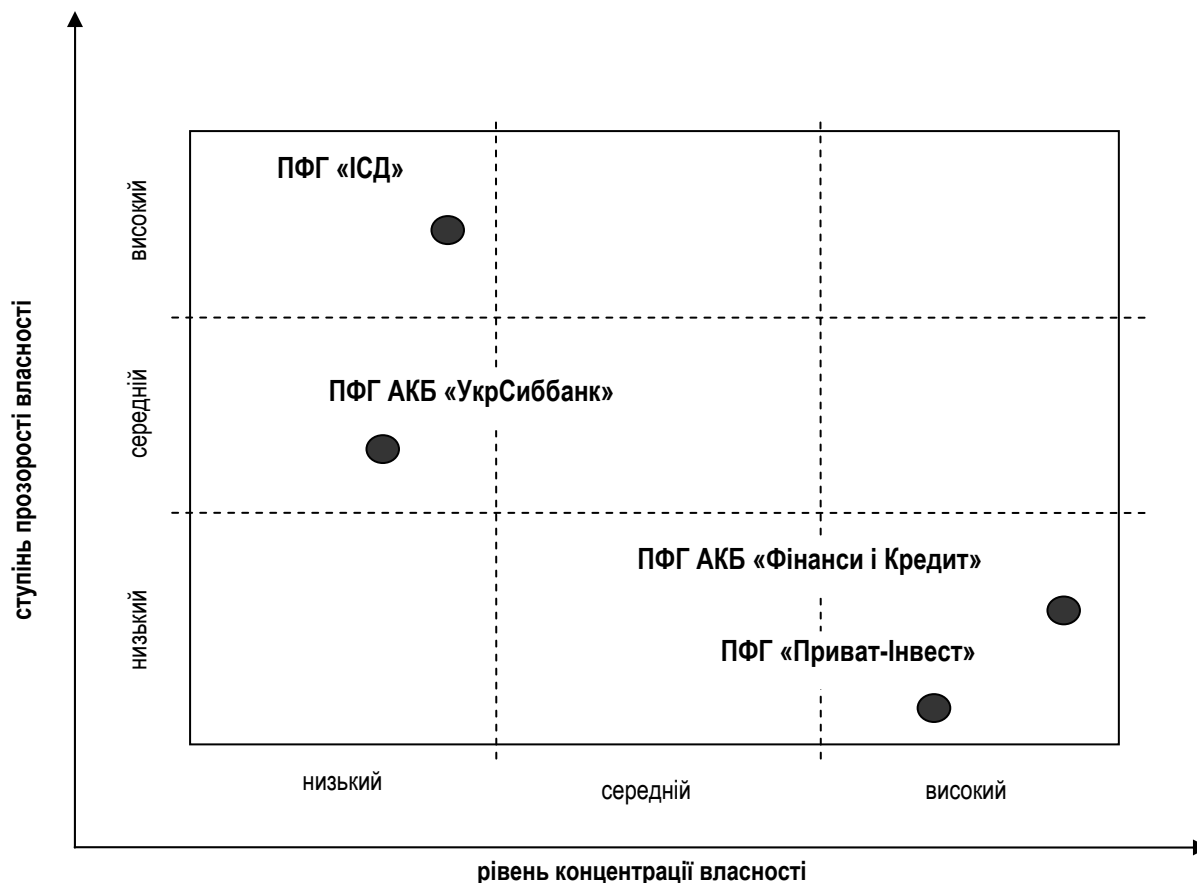 ПФГ «ІСД»
високий
ПФГ АКБ «УкрСиббанк»
середній
ступінь прозорості власності
ПФГ АКБ «Фінанси і Кредит»
низький
ПФГ «Приват-Інвест»
низький
середній
високий
рівень концентрації власності